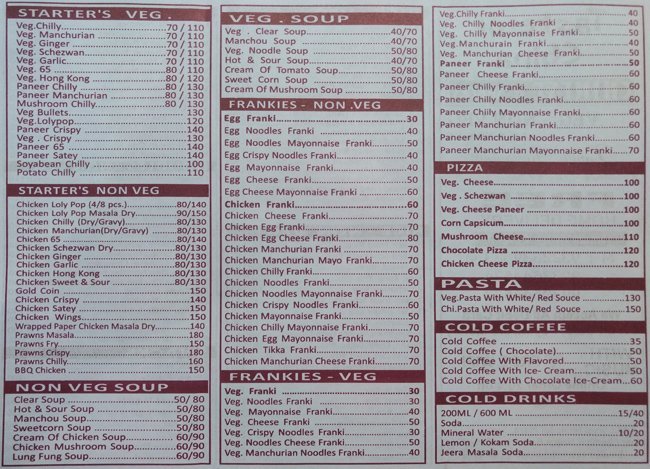 STARTER'S VEG .
Veg.Chilly 70 / 110
Veg. Manchurian 70 / 110
Veg. Ginger 70 / 110
Veg. Schezwan 70 / 110
Veg. Garlic 70 / 110
Veg. 65 80 / 110
Veg. Hong Kong 80 / 120
Paneer Chilly 80 / 130
Paneer Manchurian 80 / 130
Mushroom Chilly 80 / 130
Veg Bullets 130
Veg.Lolypop 120
Paneer Crispy 140
Veg . Crispy 130
Paneer 65 140
Paneer Satey 140
Soyabean Chilly 100
Potato Chilly 110
STARTER'S NON VEG
Chicken Loly Pop (4/8 pcs.) 80/140
Chicken Loly Pop Masala Dry 90/150
Chicken Chilly (Dry/Gravy) 80/130
Chicken Manchurian(Dry/Gravy) 80/130
Chicken 65 80/140
Chicken Schezwan Dry 80/130
Chicken Ginger 80/130
Chicken Garlic 80/130
Chicken Hong Kong 80/130
Chicken Sweet & Sour 80/130
Gold Coin 150
Chicken Crispy 140
Chicken Satey 150
Chicken Wings 150
Wrapped Paper Chicken Masala Dry 140
Prawns Masala 180
Prawns Fry 150
Prawns Crispy 180
Prawns Chilly 160
BBQ Chicken 150
NON VEG SOUP
Clear Soup 50/ 80
Hot & Sour Soup 50/80
Manchou Soup 50/80
Sweetcorn Soup 50/80
Cream Of Chicken Soup 60/90
Chicken Mushroom Soup 60/90
Lung Fung Soup 60/90
VEG . SOUP
Veg . Clear Soup 40/70
Manchou Soup 40/70
Veg. Noodle Soup 50/80
Hot & Sour Soup 40/70
Cream Of Tomato Soup 50/80
Sweet Corn Soup 50/80
Cream Of Mushroom Soup 50/80
FRANKIES - NON .VEG
Egg Franki 30
Egg Noodles Franki 40
Egg Noodles Mayonnaise Franki 50
Egg Crispy Noodles Franki 40
Egg Mayonnaise Franki 40
Egg Cheese Franki 50
Egg Cheese Mayonnaise Franki 60
Chicken Franki 60
Chicken Cheese Franki 70
Chicken Egg Franki 70
Chicken Egg Cheese Franki 80
Chicken Manchurian Franki 70
Chicken Manchurian Mayo Franki 70
Chicken Chilly Franki 60
Chicken Noodles Franki 50
Chicken Noodles Mayonnaise Franki 70
Chicken Crispy Noodles Franki 60
Chicken Mayonnaise Franki 50
Chicken Chilly Mayonnaise Franki 70
Chicken Egg Mayonnaise Franki 70
Chicken Tikka Franki 70
Chicken Manchurian Cheese Franki 70
FRANKIES - VEG
Veg. Franki 30
Veg. Noodles Franki 30
Veg. Mayonnaise Franki 40
Veg. Cheese Franki 50
Veg. Crispy Noodles Franki 40
Veg. Noodles Cheese Franki 50
Veg. Noodles Mayonnaise Franki 40
Veg.Chilly Franki 40
Veg. Chilly Noodles Franki 40
Veg. Chilly Mayonnaise Franki 50
Veg.Manchurain Franki 40
Veg. Manchurian Cheese Franki 50
Paneer Franki 50
Paneer Cheese Franki 60
Paneer Chilly Franki 60
Paneer Chilly Noodles Franki 60
Paneer Chiily Mayonnaise Franki 60
Paneer Manchurian Franki 60
Paneer Manchurian Noodles Franki 60
Paneer Manchurian Mayonnaise Franki 70
PIZZA
Veg. Cheese 100
Veg . Schezwan 100
Veg. Cheese Paneer 100
Corn Capsicum 100
Mushroom Cheese 110
Chocolate Pizza 120
Chicken Cheese Pizza 120
PASTA
Veg.Pasta With White/ Red Souce 130
Chi.Pasta With White/ Red Souce 150
COLD COFFEE
Cold Coffee 35
Cold Coffee ( Chocolate) 50
Cold Coffee With Flavored 50
Cold Coffee With Ice- Cream 50
Cold Coffee With Chocolate Ice-Cream 60
COLD DRINKS
200ML / 600 ML 15/40
Soda 20
Mineral Water 10/20
Lemon / Kokam Soda 20
Jeera Masala Soda 20